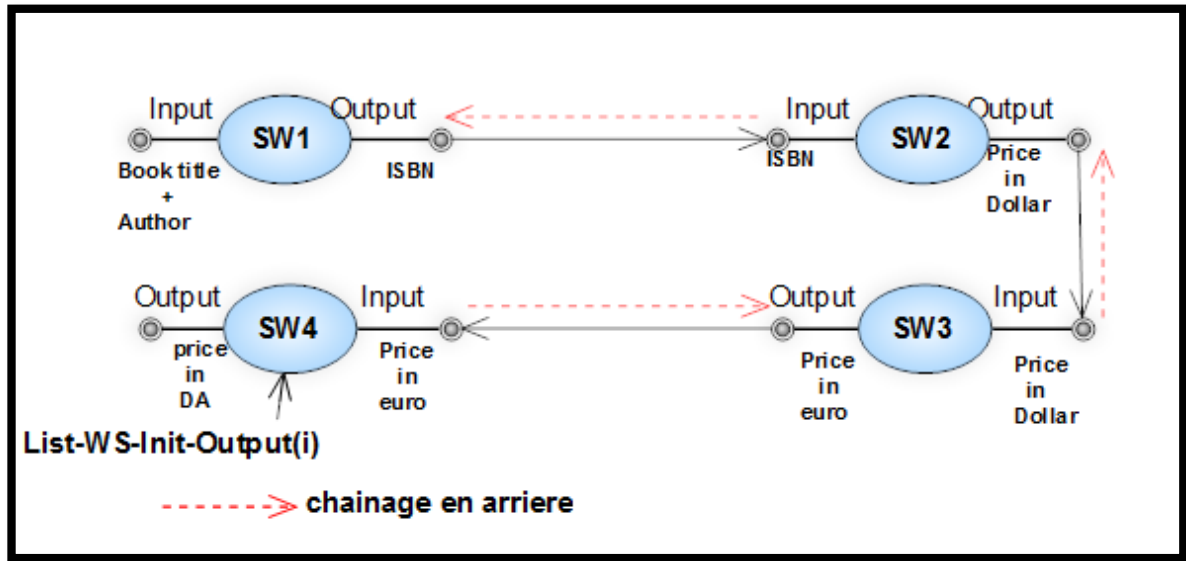 Input
SW1
Output
Book title
+
Author
ISBN
Input
SW2
Output
ISBN
Price
in
Dollar
Output
SW4
Input
price
in
DA
Price
in
euro
Output
SW3
Input
Price
in
euro
Price
in
Dollar
List-WS-Init-Output(i)
chainage en arriere